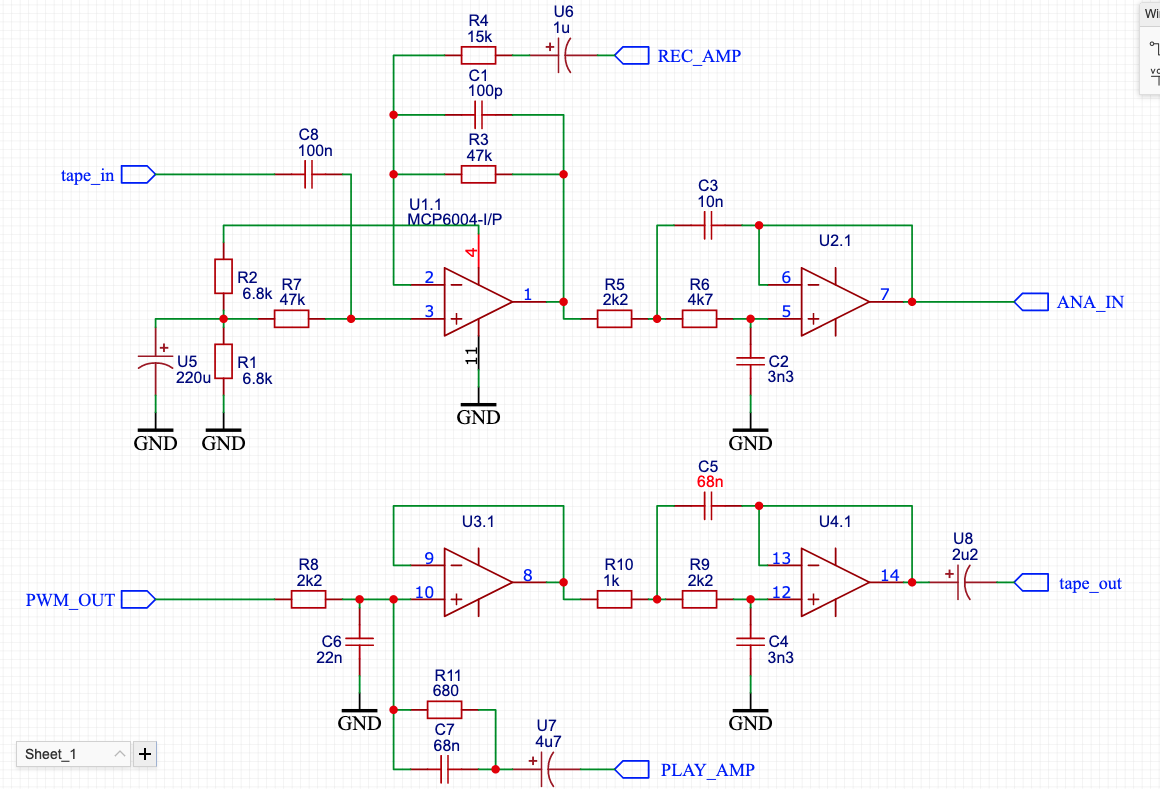 R4
15k
U6
1u
+
REC_AMP
Wi
C1
100p
C8
100n
R3
47k
tape_in
U1.1
MCP6004-I/P
C3
10n
4
U2.1
R2
6.8k
R7
47k
2
3
1
R5
2k2
R6
4k7
6
5
7
ANA_IN
+
U5
220u
R1
6.8k
11
C2
3n3
GND
GND
GND
GND
C5
68n
U3.1
U4.1
U8
2u2
9
10
8
R8
2k2
R10
1k
R9
2k2
13
12
14
+
tape_out
PWM_OUT
C6
22n
C4
3n3
R11
680
GND
GND
C7
68n
U7
4u7
+
PLAY_AMP
Sheet_1
+